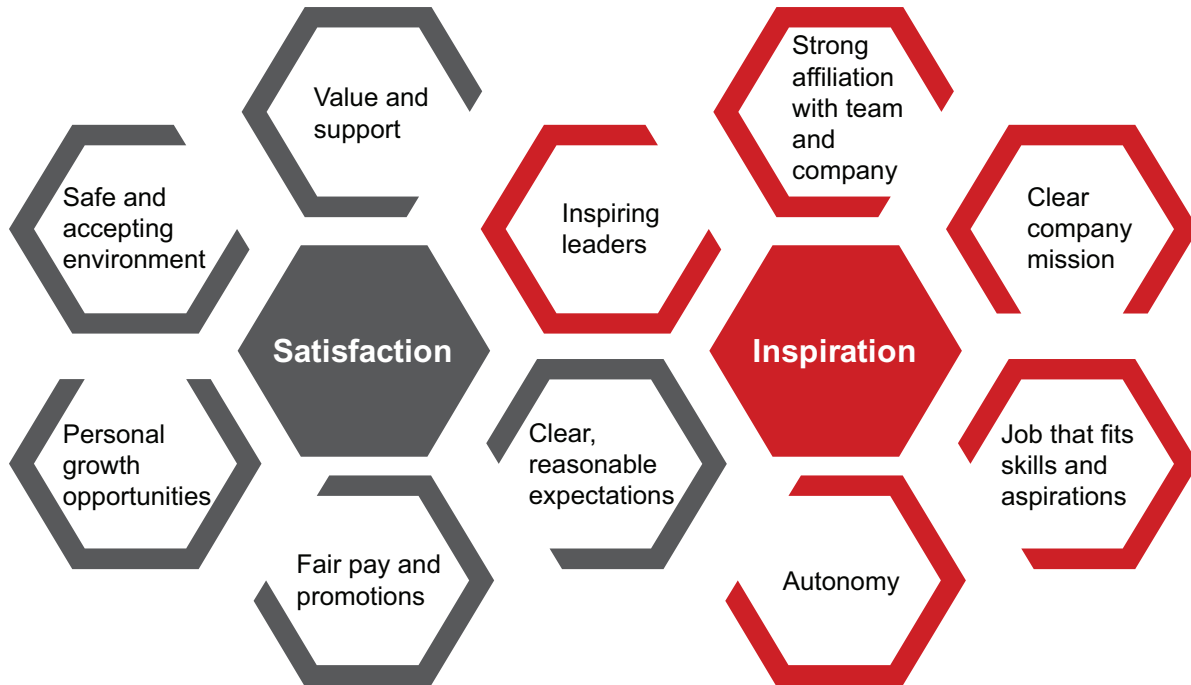 Value and
support
Strong
affiliation
with team
and
company
Safe and
accepting
environment
Inspiring
leaders
Clear
company
mission
Satisfaction
Inspiration
Personal
growth
opportunities
Clear,
reasonable
expectations
Job that fits
skills and
aspirations
Fair pay and
promotions
Autonomy